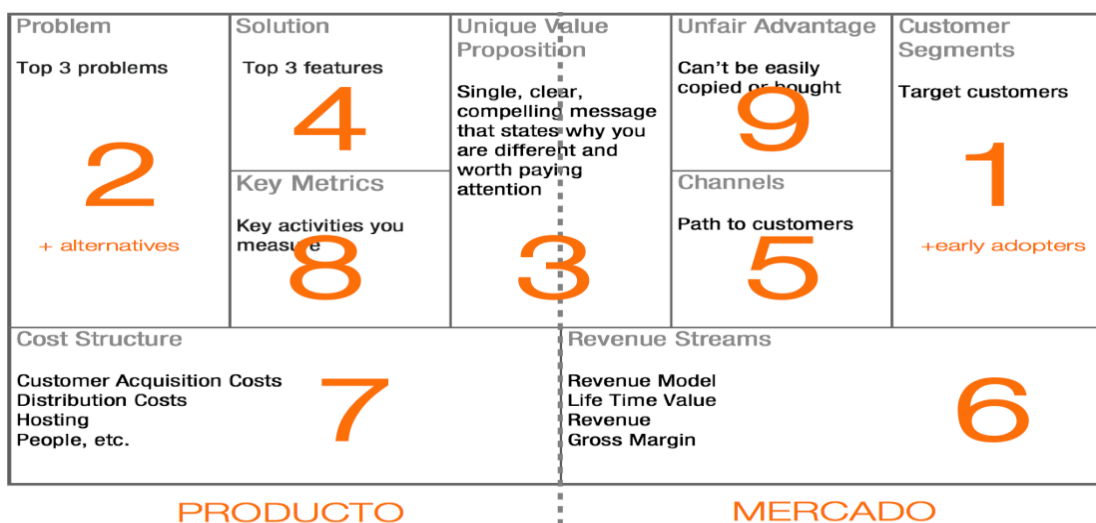 Problem
Top 3 problems
2
+ alternatives
Solution
Top 3 features
4
Key Metrics
Key activities you
measure
8
Unique Value
Proposition
Single, clear,
compelling message
that states why you
are different and
worth paying
attention
3
Unfair Advantage
Can't be easily
copied or bought
9
Channels
Path to customers
5
Customer
Segments
Target customers
1
+early adopters
Cost Structure
Customer Acquisition Costs
Distribution Costs
Hosting
People, etc.
7
Revenue Streams
Revenue Model
Life Time Value
Revenue
Gross Margin
6
PRODUCTO
MERCADO